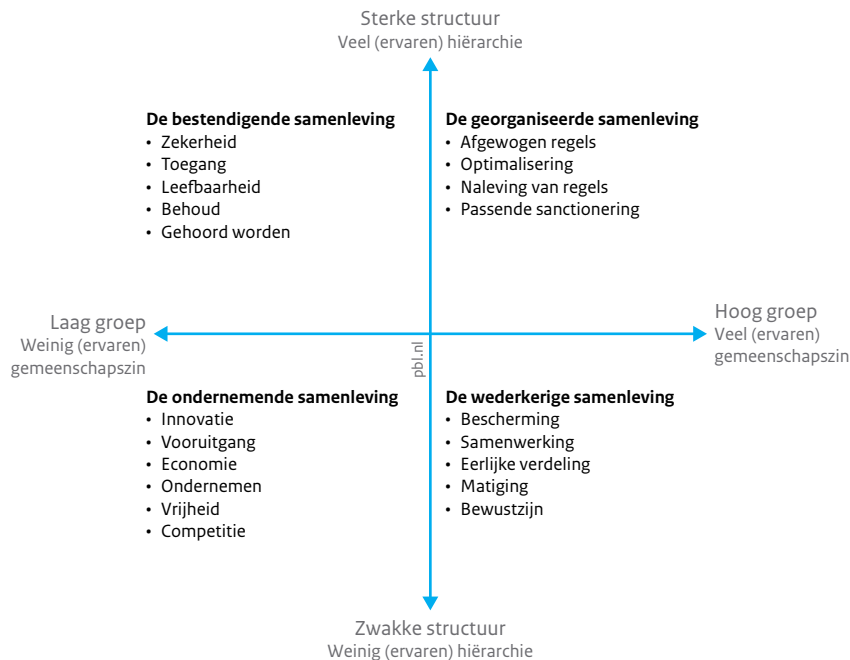 Sterke structuur
Veel (ervaren) hiërarchie
De bestendigende samenleving
• Zekerheid
• Toegang
• Leefbaarheid
• Behoud
• Gehoord worden
De georganiseerde samenleving
• Afgewogen regels
• Optimalisering
• Naleving van regels
• Passende sanctionering
Laag groep
Weinig (ervaren)
gemeenschapszin
Hoog groep
Veel (ervaren)
gemeenschapszin
pbl.nl
De ondernemende samenleving
• Innovatie
• Vooruitgang
• Economie
• Ondernemen
• Vrijheid
• Competitie
De wederkerige samenleving
• Bescherming
• Samenwerking
• Eerlijke verdeling
• Matiging
• Bewustzijn
Zwakke structuur
Weinig (ervaren) hiërarchie